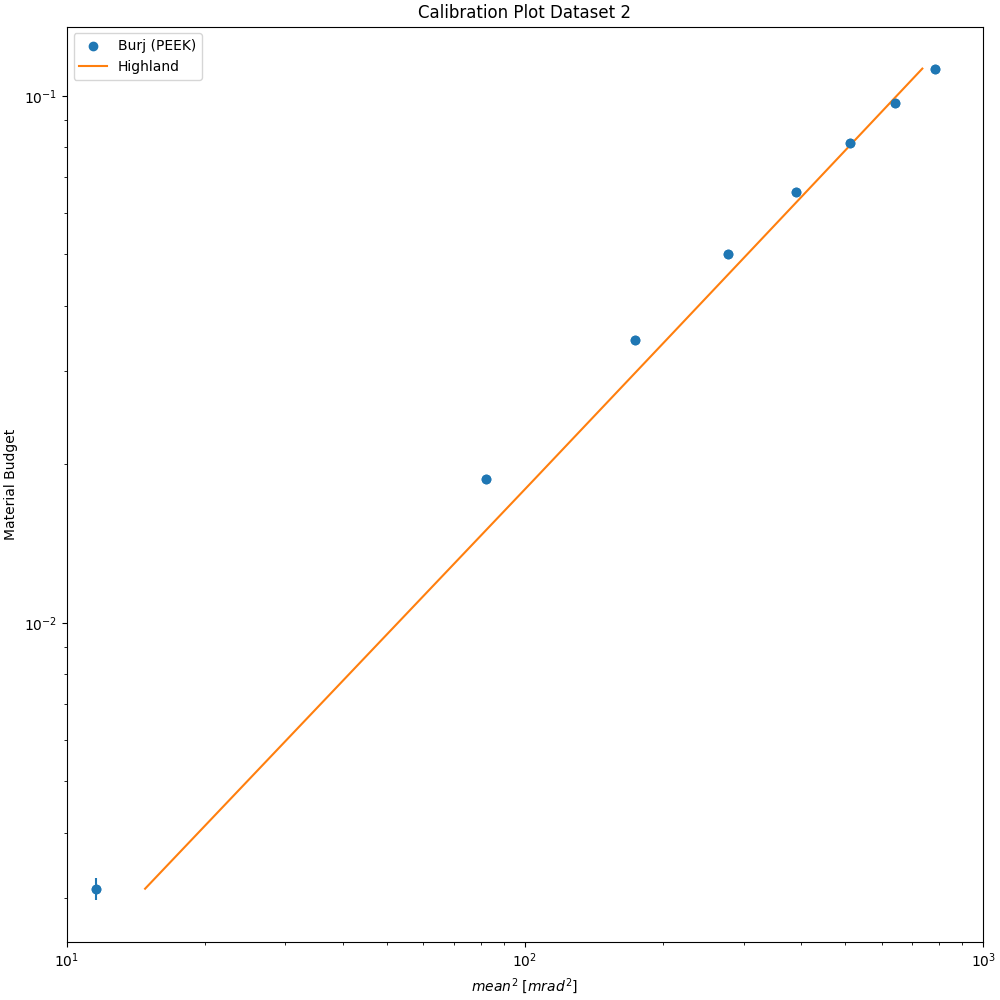 Calibration Plot Dataset 2
Burj (PEEK)
Highland
10⁻¹
10⁻²
Material Budget
10¹
10²
10³
mean² [mrad²]